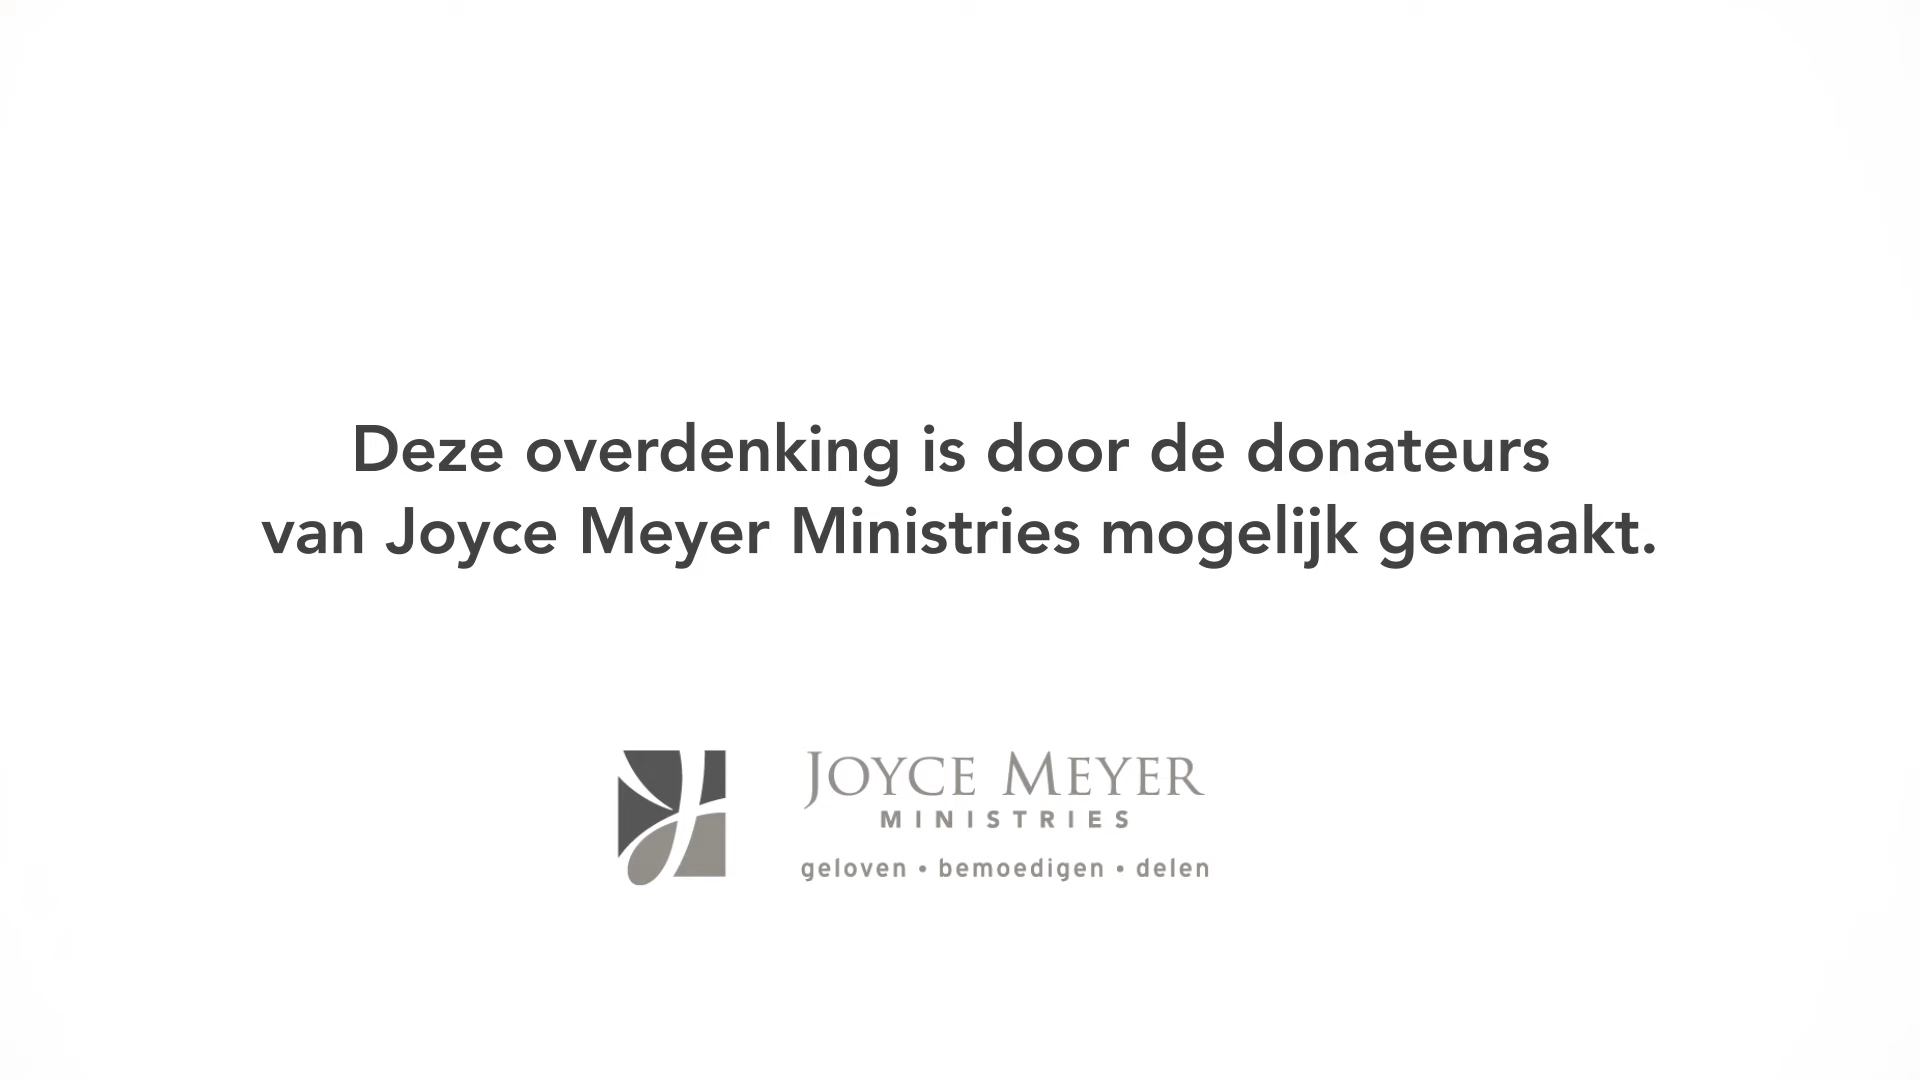 Deze overdenking is door de donateurs
van Joyce Meyer Ministries mogelijk gemaakt.
JOYCE MEYER
MINISTRIES
geloven • bemoedigen • delen